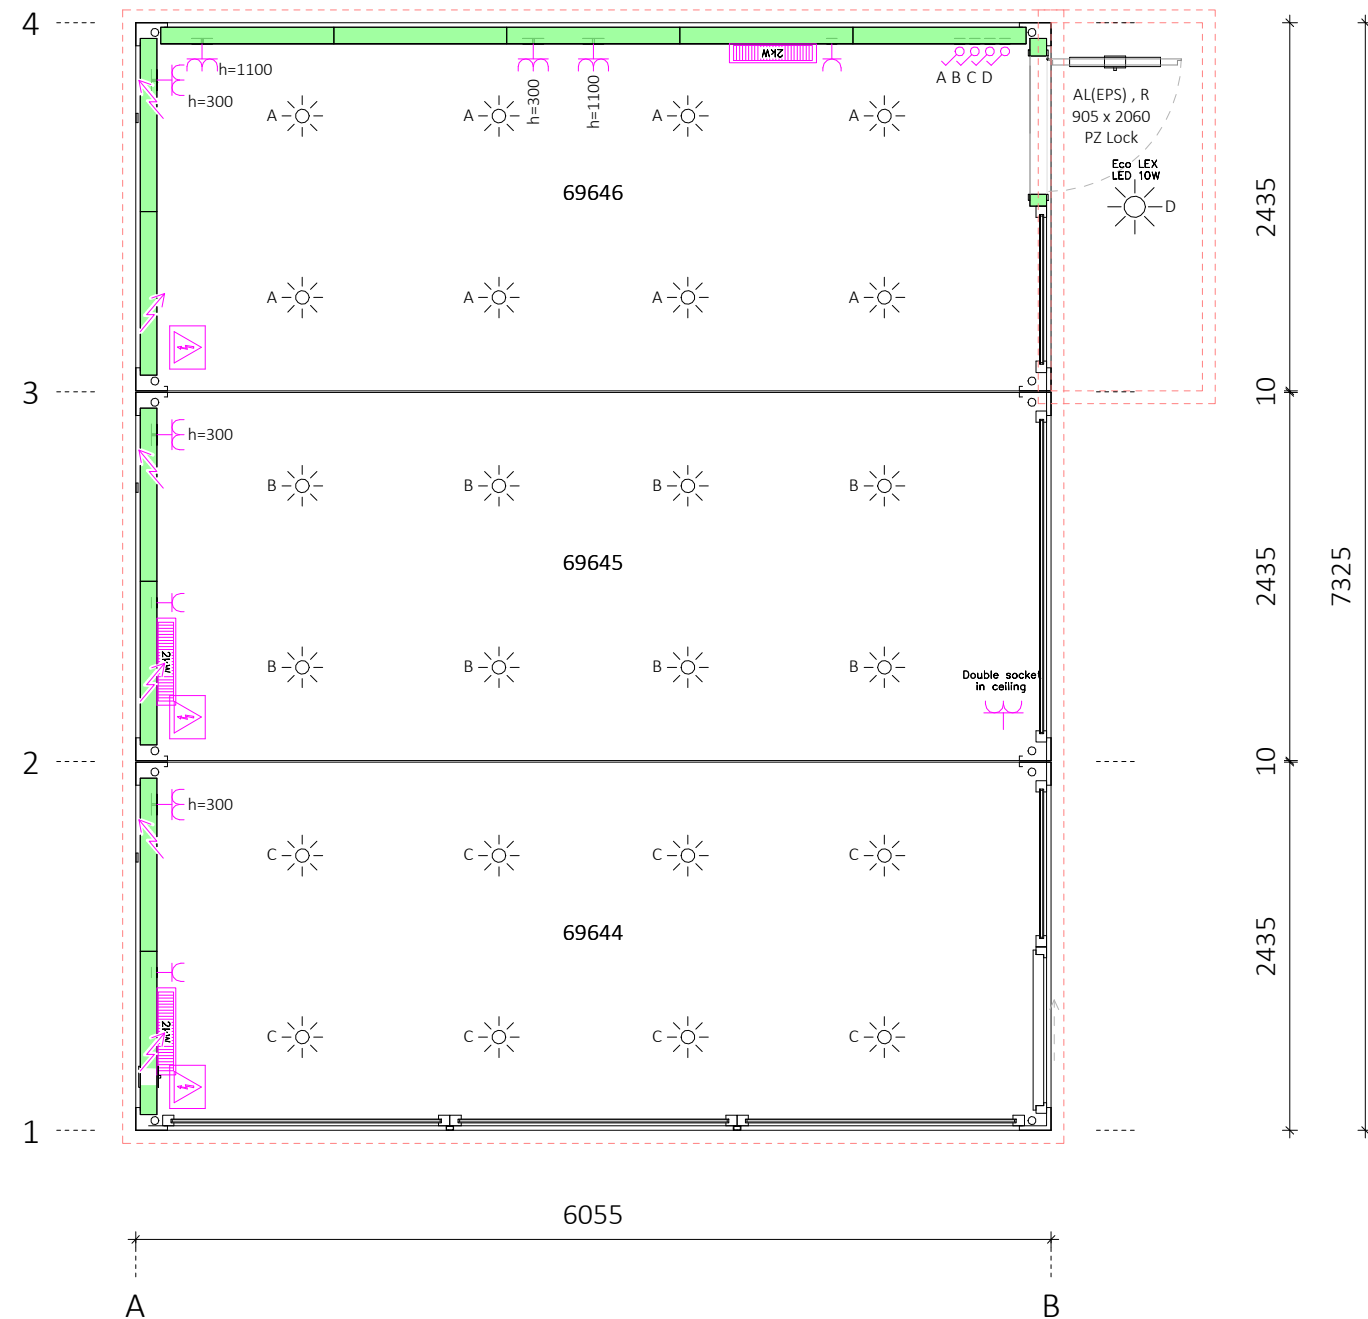 4
2kW
h=1100
h=300
h=300
h=1100
A B C D
AL(EPS) , R
905 x 2060
PZ Lock
A
A
A
A
Eco LEX
LED 10W
D
69646
2435
A
A
A
A
3
10
h=300
B
B
B
B
69645
2435
7325
2kW
B
B
B
B
Double socket
in ceiling
2
10
h=300
C
C
C
C
69644
2435
2kW
C
C
C
C
1
6055
A
B